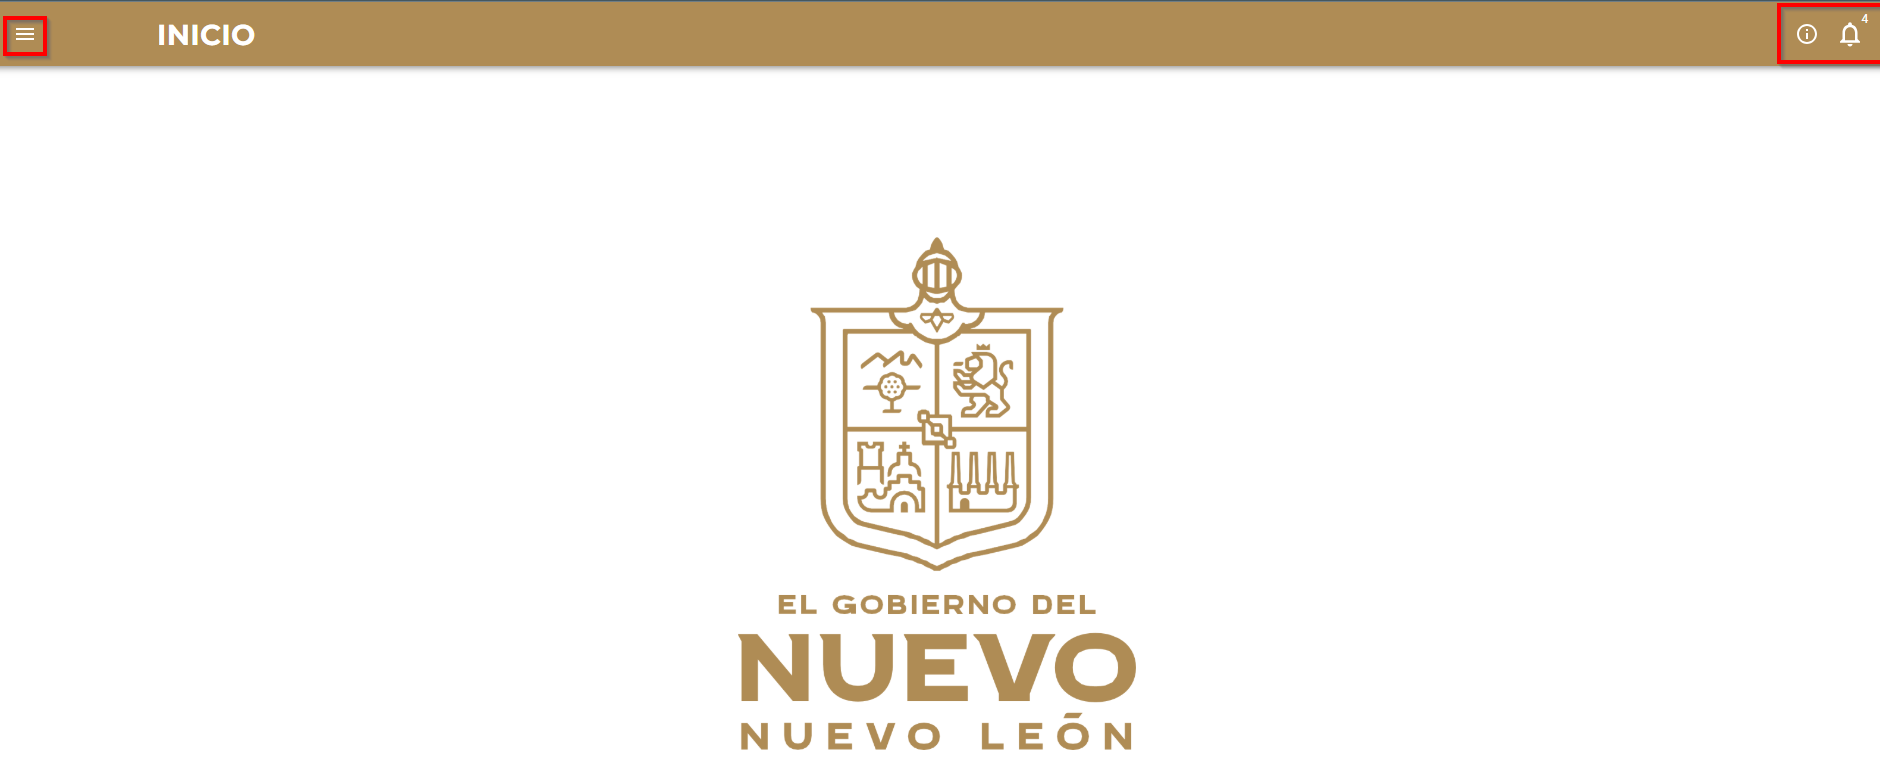 INICIO
4
EL GOBIERNO DEL
NUEVO
NUEVO LEÓN